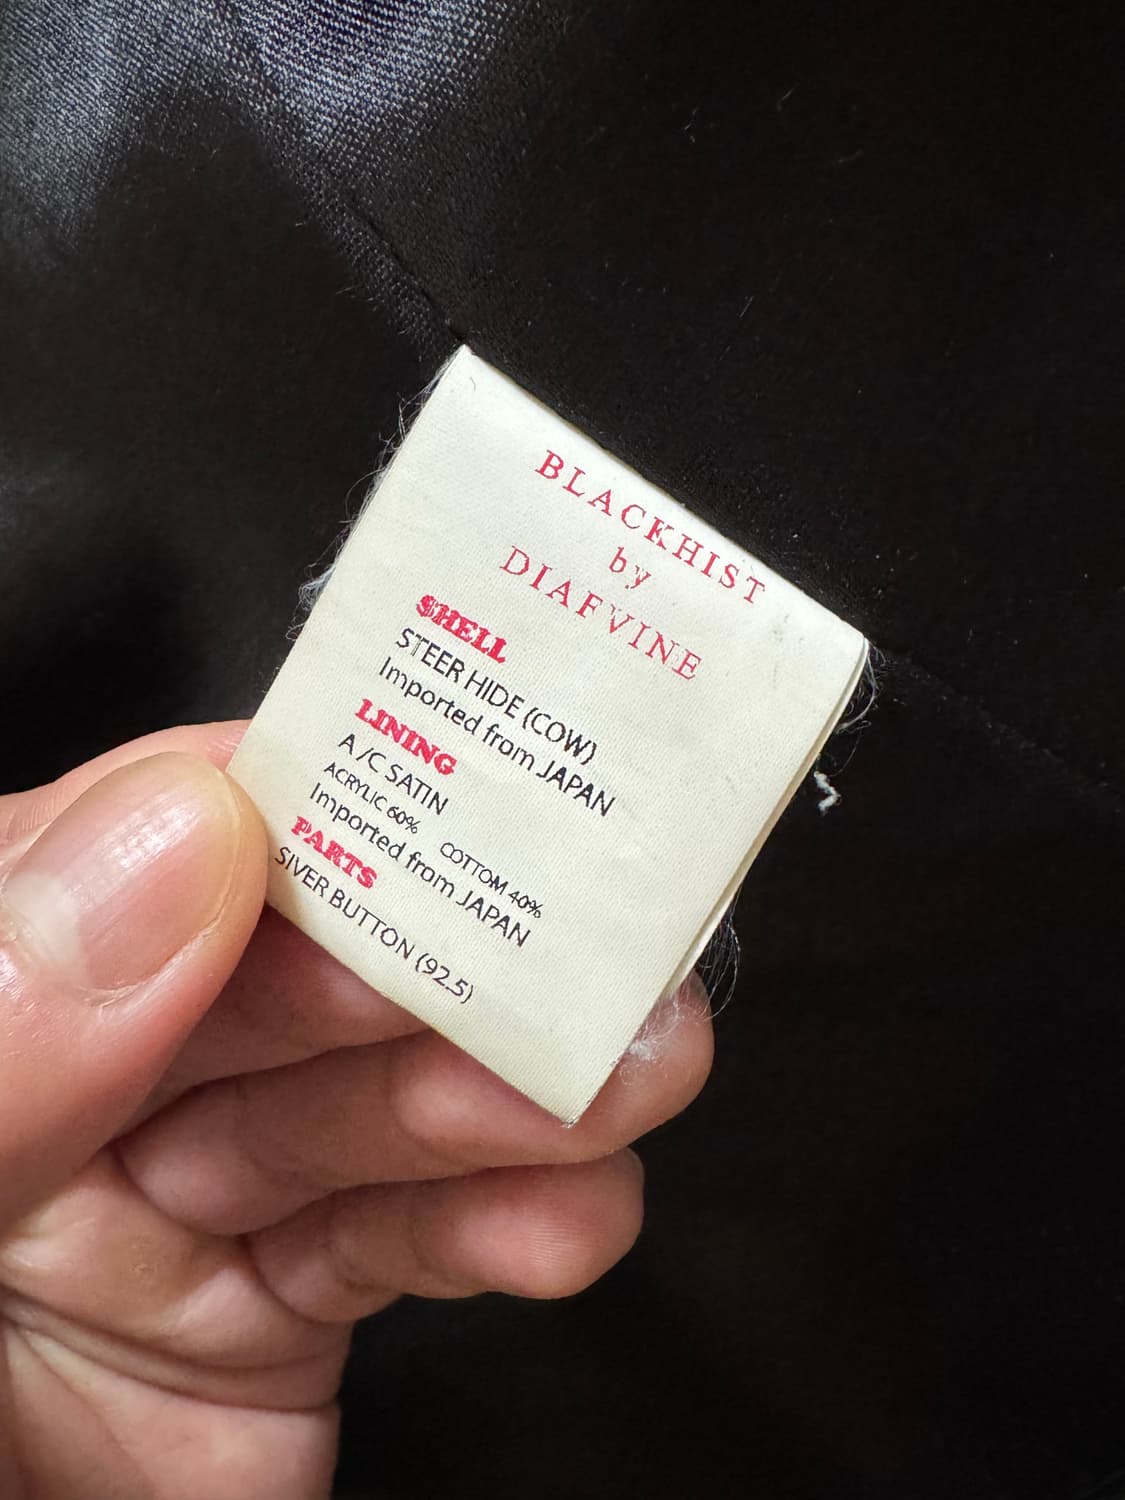 BLACKHIST
by
DIAFVINE
SHELL
STEER HIDE (COW)
Imported from JAPAN
LINING
A/C SATIN
ACRYLIC 60% COTTOM 40%
Imported from JAPAN
PARTS
SIVER BUTTON (92.5)